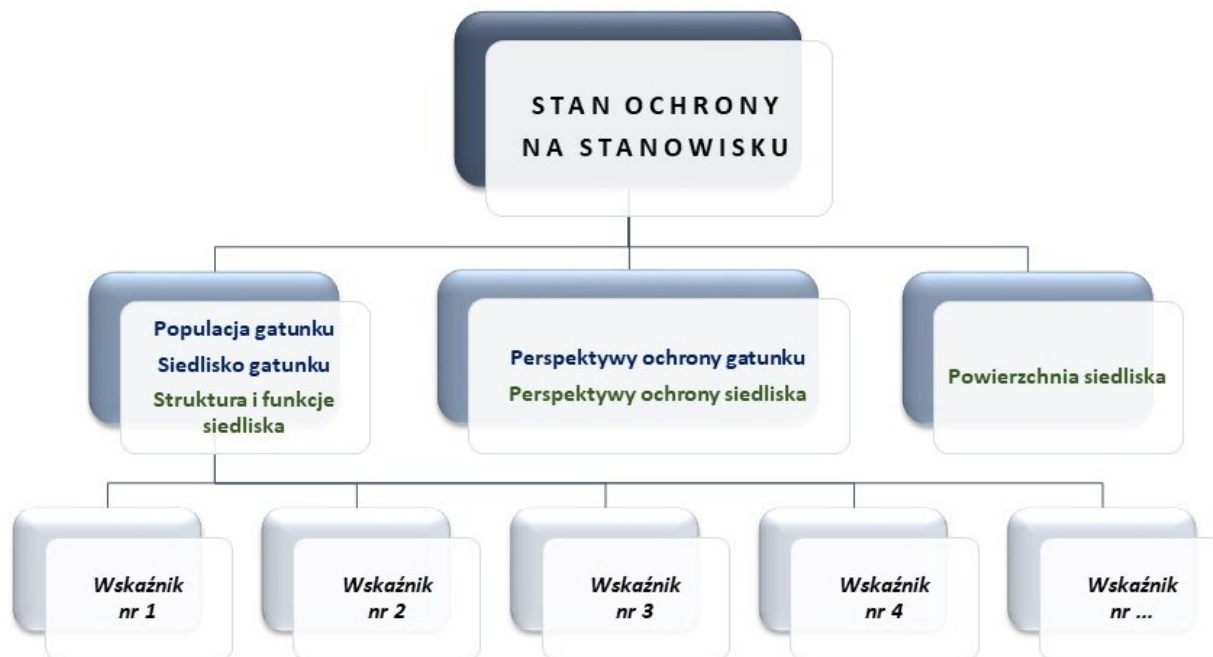 STAN OCHRONY
NA STANOWISKU
Populacja gatunku
Siedlisko gatunku
Struktura i funkcje
siedliska
Perspektywy ochrony gatunku
Perspektywy ochrony siedliska
Powierzchnia siedliska
Wskaźnik
nr 1
Wskaźnik
nr 2
Wskaźnik
nr 3
Wskaźnik
nr 4
Wskaźnik
nr ...